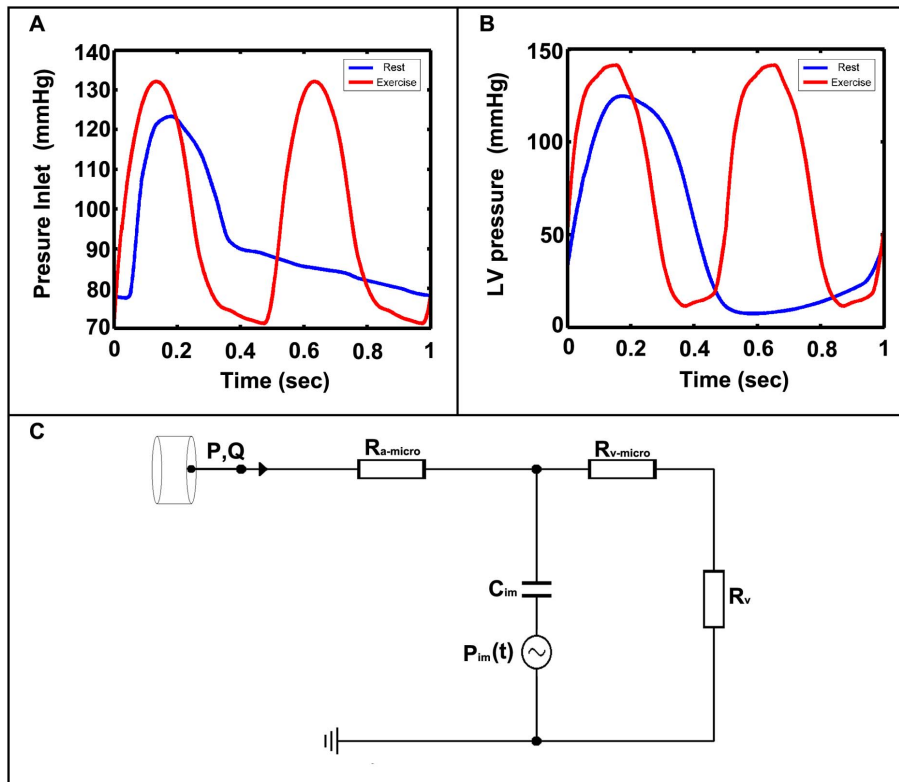 A
Presure Inlet (mmHg)
140
130
120
110
100
90
80
70
Rest
Exercise
0
0.2
0.4
0.6
0.8
1
Time (sec)
B
LV pressure (mmHg)
150
100
50
0
Rest
Exercise
0
0.2
0.4
0.6
0.8
1
Time (sec)
C
P,Q
Ra-micro
Rv-micro
Cim
Pim(t)
Rv